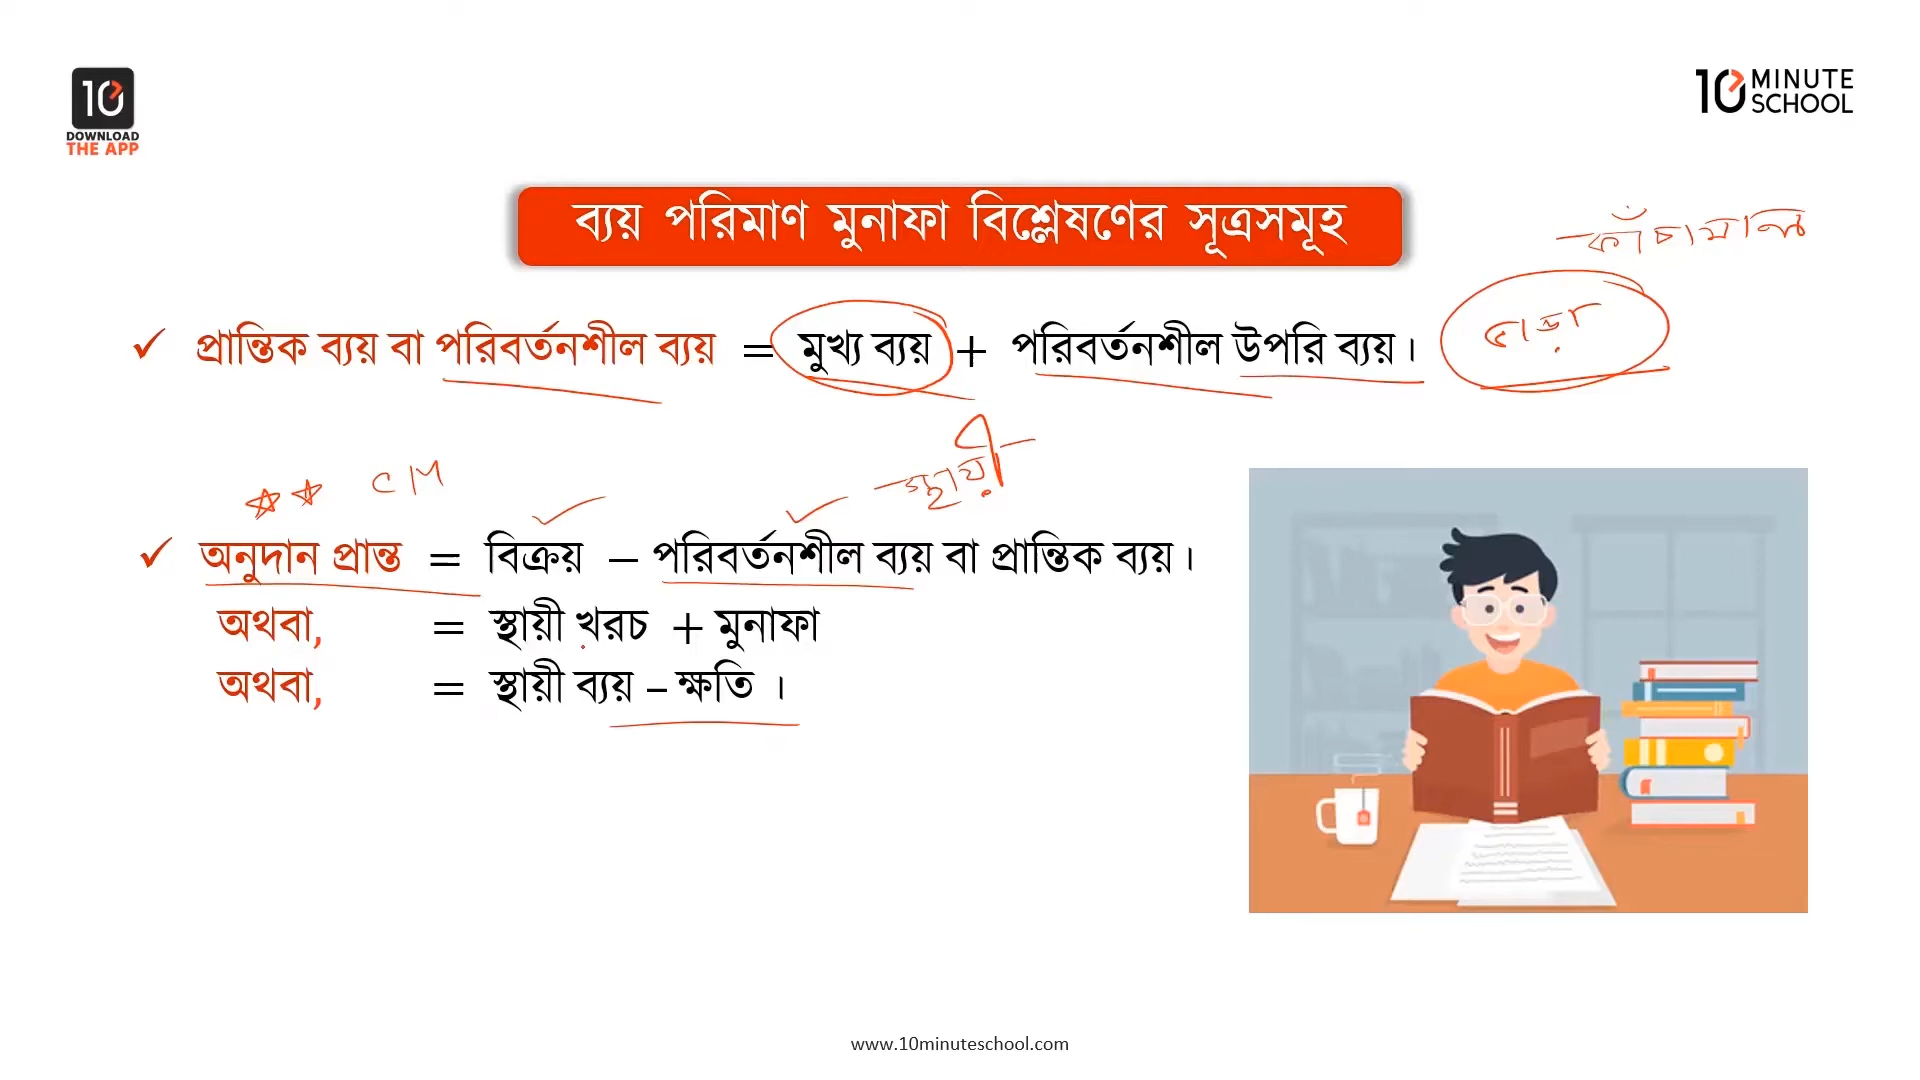 10
DOWNLOAD
THE APP
10 MINUTE
SCHOOL
ব্যয় পরিমাণ মুনাফা বিশ্লেষণের সূত্রসমূহ
কাঁচামাল
✓ প্রান্তিক ব্যয় বা পরিবর্তনশীল ব্যয় = মুখ্য ব্যয় + পরিবর্তনশীল উপরি ব্যয়।
CM
স্থায়ী
✓ অনুদান প্রান্ত = বিক্রয় – পরিবর্তনশীল ব্যয় বা প্রান্তিক ব্যয়।
অথবা, = স্থায়ী খরচ + মুনাফা
অথবা, = স্থায়ী ব্যয় – ক্ষতি ।
www.10minuteschool.com